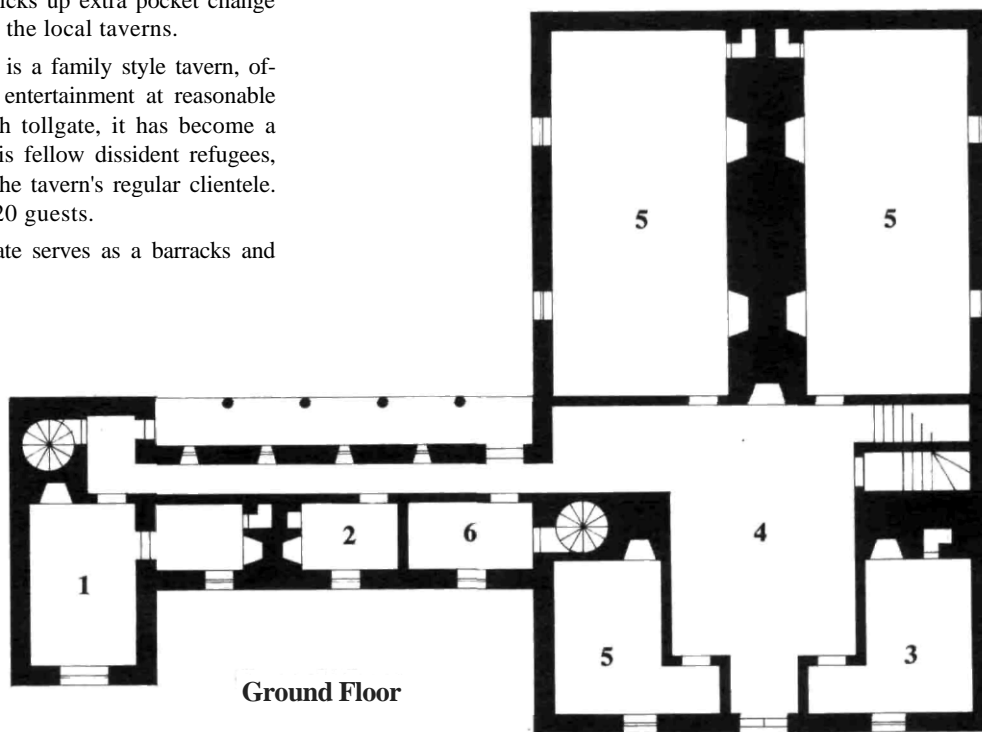 icks up extra pocket change
the local taverns.
is a family style tavern, of-
entertainment at reasonable
h tollgate, it has become a
is fellow dissident refugees,
he tavern's regular clientele.
20 guests.
ate serves as a barracks and
5 5
2 6 4
1
5 3
Ground Floor